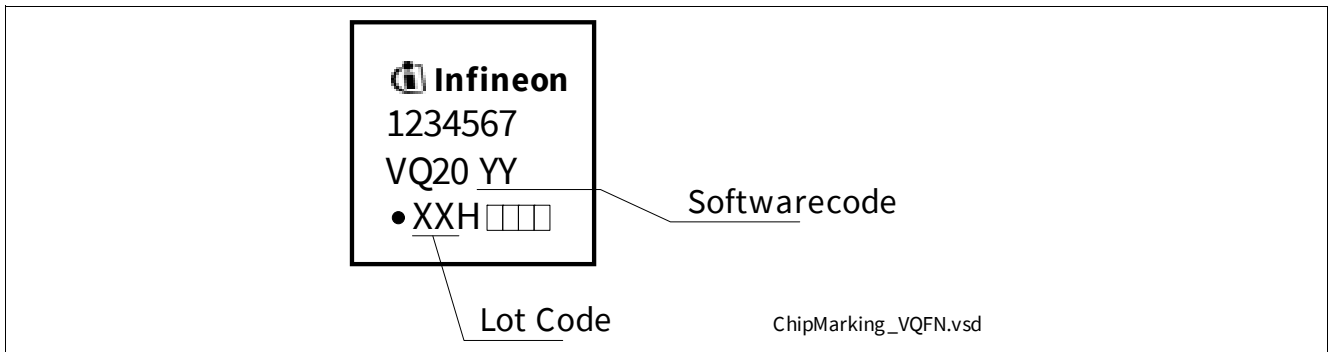 Infineon
1234567
VQ20 YY
•XXH
Softwarecode
Lot Code
ChipMarking_VQFN.vsd